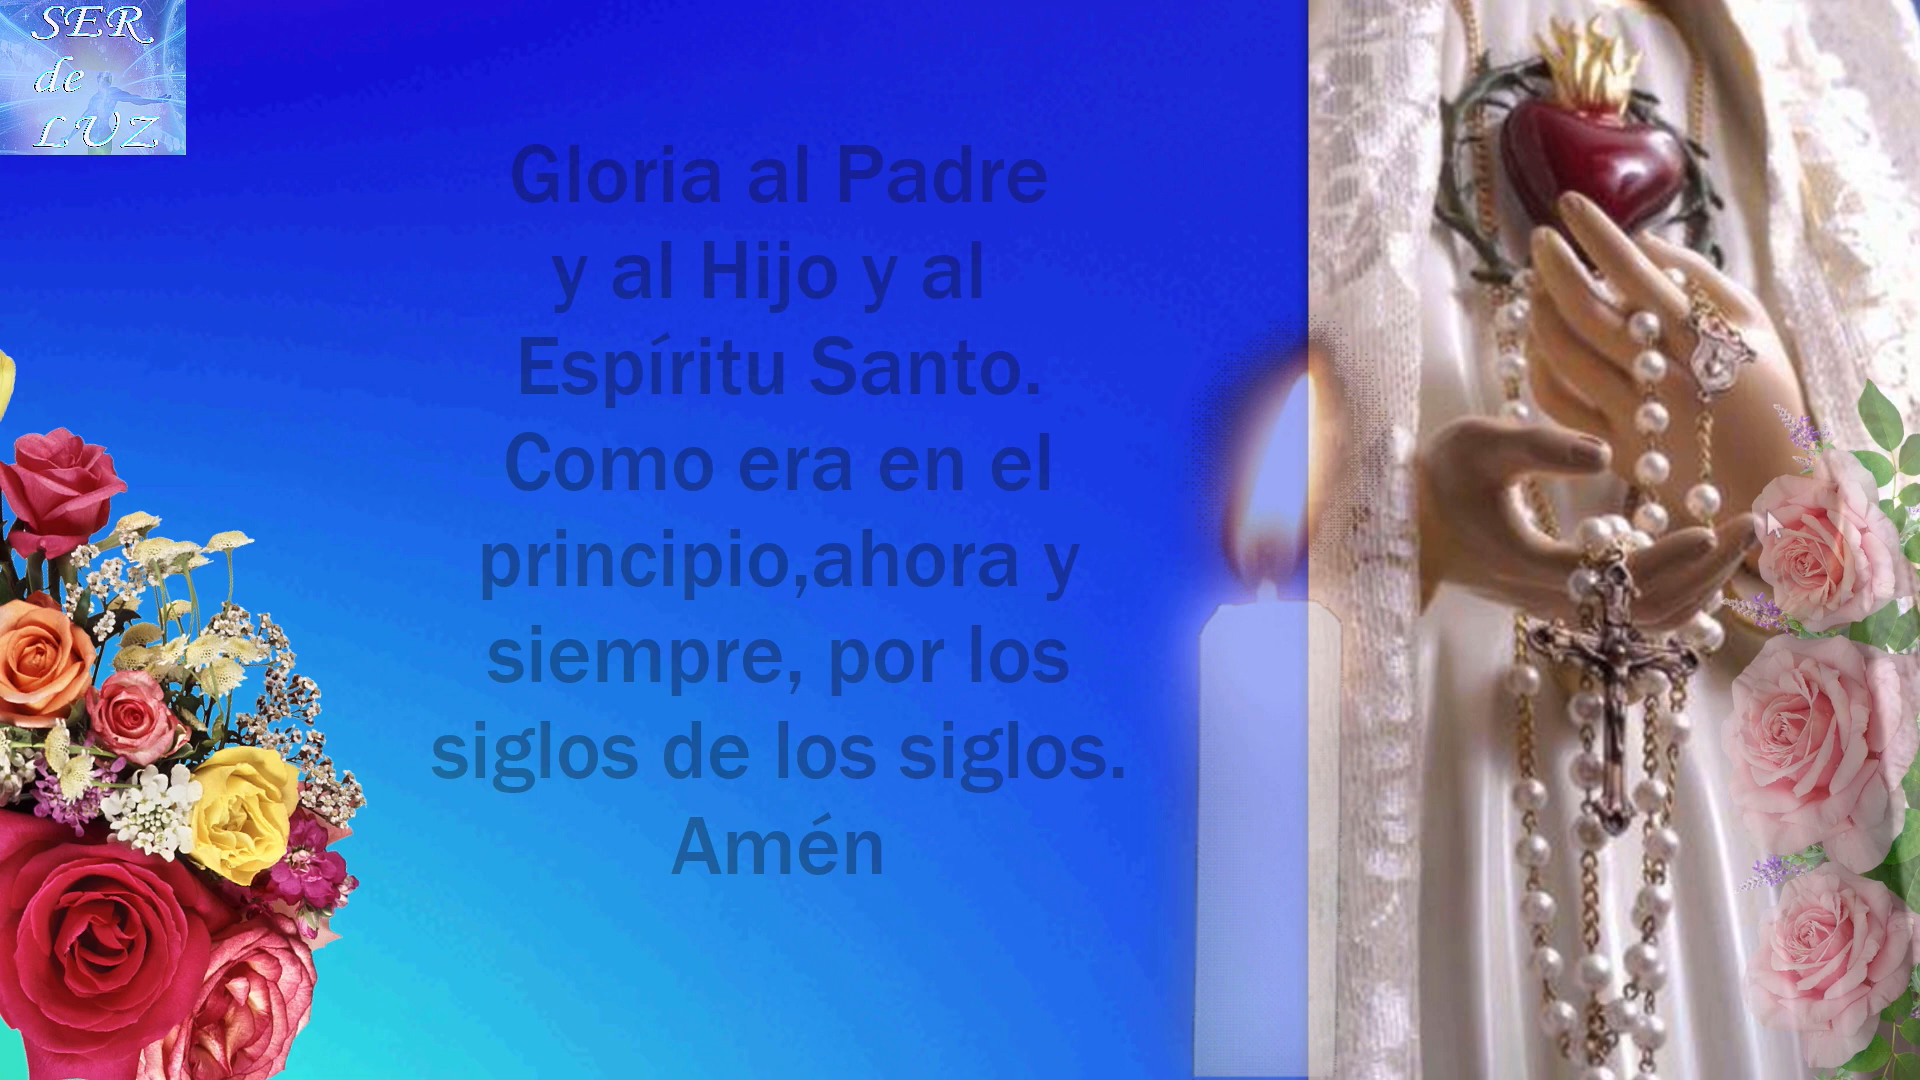 SER
de
LUZ
Gloria al Padre
y al Hijo y al
Espíritu Santo.
Como era en el
principio,ahora y
siempre, por los
siglos de los siglos.
Amén